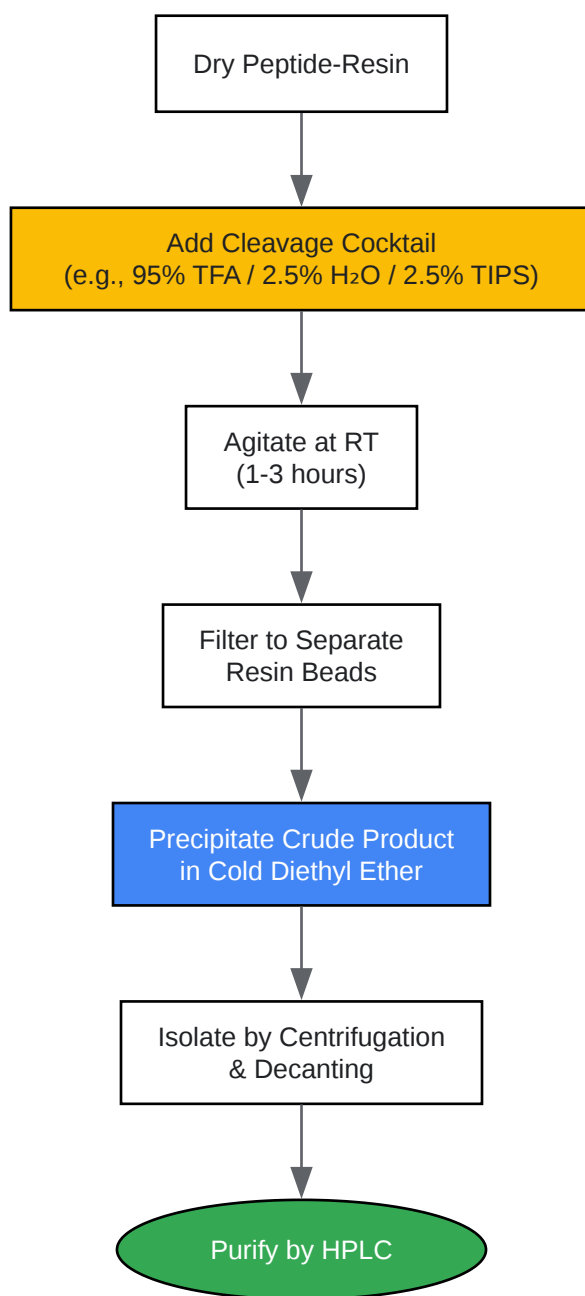 Dry Peptide-Resin
Add Cleavage Cocktail
(e.g., 95% TFA / 2.5% H₂O / 2.5% TIPS)
Agitate at RT
(1-3 hours)
Filter to Separate
Resin Beads
Precipitate Crude Product
in Cold Diethyl Ether
Isolate by Centrifugation
& Decanting
Purify by HPLC